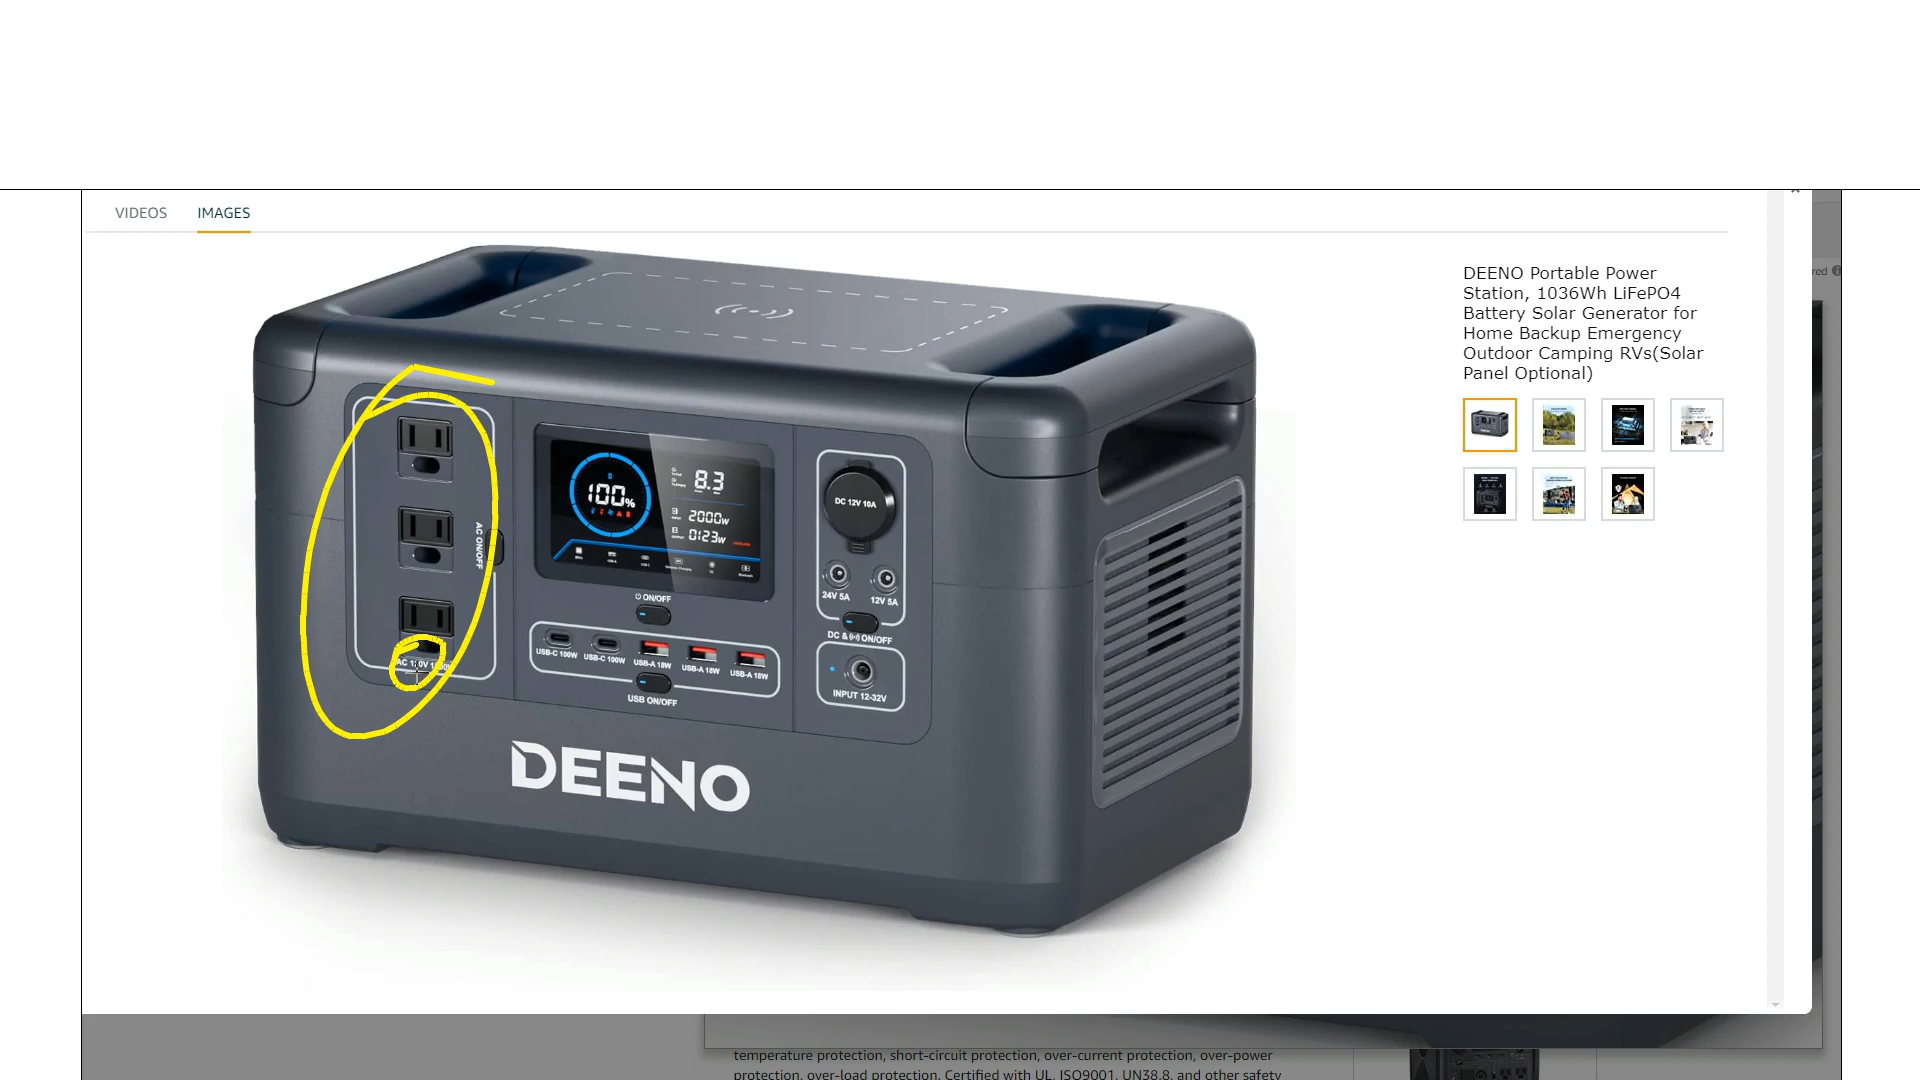 VIDEOS IMAGES
DEENO Portable Power
Station, 1036Wh LiFePO4
Battery Solar Generator for
Home Backup Emergency
Outdoor Camping RVs(Solar
Panel Optional)
AC ON/OFF
100%
8.3
2000w
0123w
ON/OFF
USB-C 100W USB-C 100W USB-A 18W USB-A 18W USB-A 18W
USB ON/OFF
DC 12V 10A
24V 5A 12V 5A
DC & ON/OFF
INPUT 12-32V
DEENO
temperature protection, short-circuit protection, over-current protection, over-power
protection, over-load protection. Certified with UL, ISO9001, UN38.8, and other safety